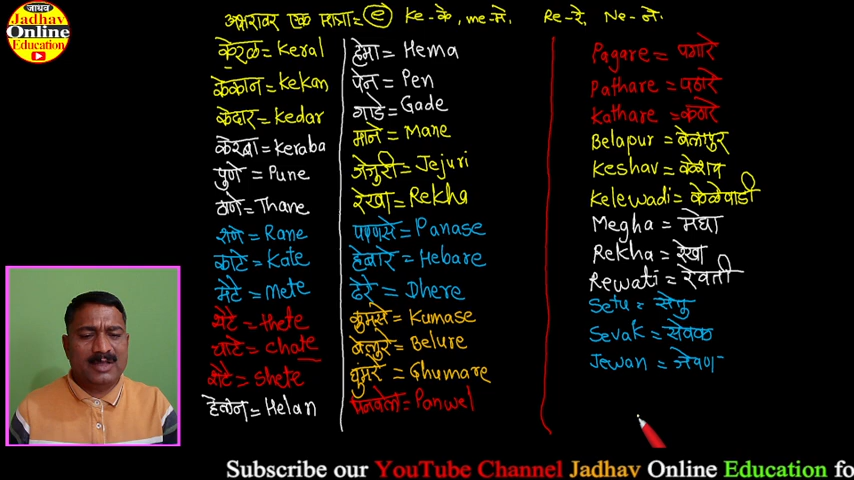 जाधव
Jadhav
Online
Education
अक्षरावर एक मात्रा = e Ke - के, me - मे. Re - रे, Ne - ने.
केरळ = Keral
केकान = Kekan
केदार = Kedar
केरबा = Keraba
पुणे = Pune
ठाणे = Thane
राणे = Rane
काटे = Kate
मेटे = Mete
थेटे = thete
चाटे = chate
शेटे = Shete
हेलन = Helan
हेमा = Hema
पेन = Pen
गाडे = Gade
माने = Mane
जेजुरी = Jejuri
रेखा = Rekha
पणसे = Panase
हेबारे = Hebare
ढेरे = Dhere
कुमसे = Kumase
बेलुरे = Belure
घुमरे = Ghumare
पनवेल = Panwel
Pagare = पगारे
Pathare = पठारे
Kathare = कठारे
Belapur = बेलापुर
Keshav = केशव
Kelewadi = केळेवाडी
Megha = मेघा
Rekha = रेखा
Rewati = रेवती
Setu = सेतु
Sevak = सेवक
Jewan = जेवण
Subscribe our YouTube Channel Jadhav Online Education fo